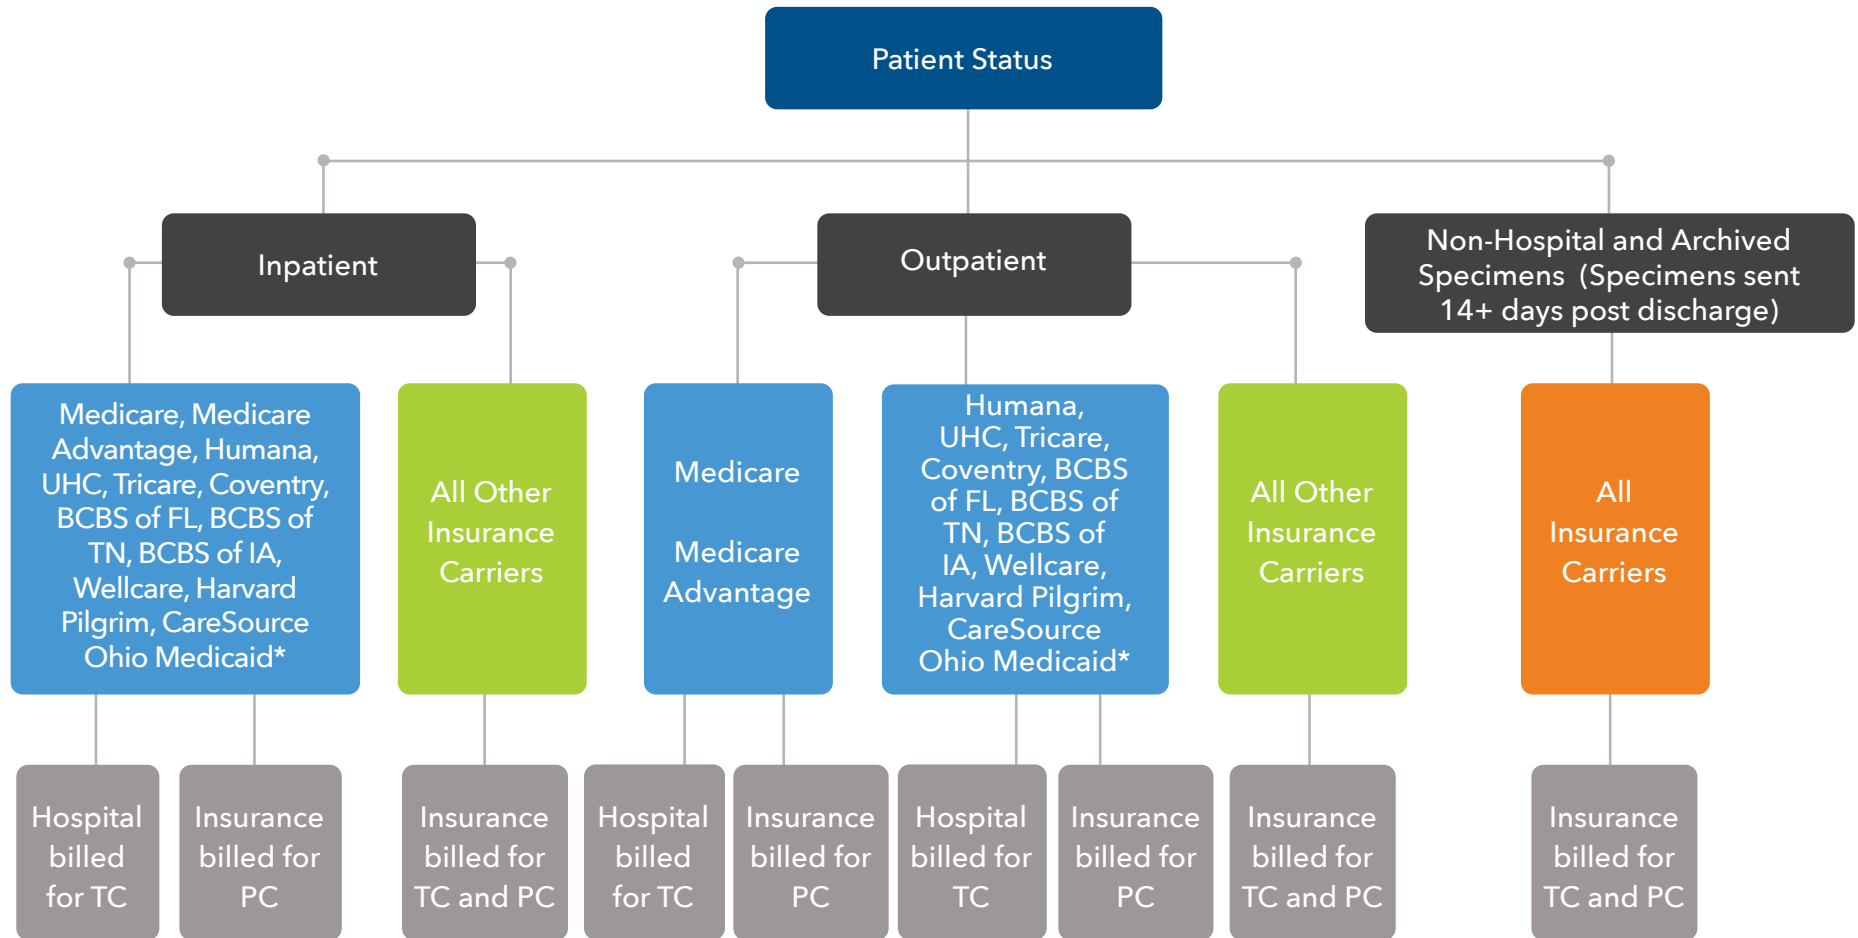 Patient Status
Inpatient
Outpatient
Non-Hospital and Archived
Specimens (Specimens sent
14+ days post discharge)
Medicare, Medicare
Advantage, Humana,
UHC, Tricare, Coventry,
BCBS of FL, BCBS of
TN, BCBS of IA,
Wellcare, Harvard
Pilgrim, CareSource
Ohio Medicaid*
All Other
Insurance
Carriers
Medicare
Medicare
Advantage
Humana,
UHC, Tricare,
Coventry, BCBS
of FL, BCBS of
TN, BCBS of
IA, Wellcare,
Harvard Pilgrim,
CareSource
Ohio Medicaid*
All Other
Insurance
Carriers
All
Insurance
Carriers
Hospital
billed
for TC
Insurance
billed for
PC
Insurance
billed for
TC and PC
Hospital
billed
for TC
Insurance
billed for
PC
Hospital
billed for
TC
Insurance
billed for
PC
Insurance
billed for
TC and PC
Insurance
billed for
TC and PC